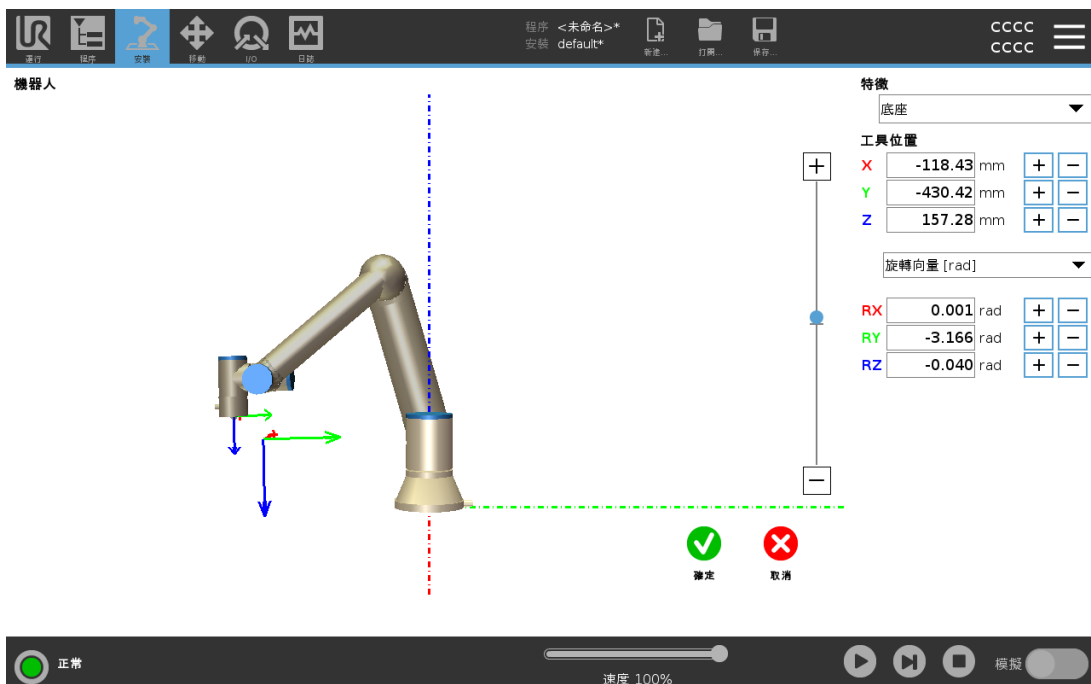 UR
運行
程序
安裝
移動
I/O
日誌
程序 <未命名>*
安裝 default*
新建...
打開...
保存...
cccc
cccc
機器人
特徵
底座
工具位置
X -118.43 mm + −
Y -430.42 mm + −
Z 157.28 mm + −
旋轉向量 [rad]
RX 0.001 rad + −
RY -3.166 rad + −
RZ -0.040 rad + −
+
−
確定
取消
正常
速度 100%
模擬